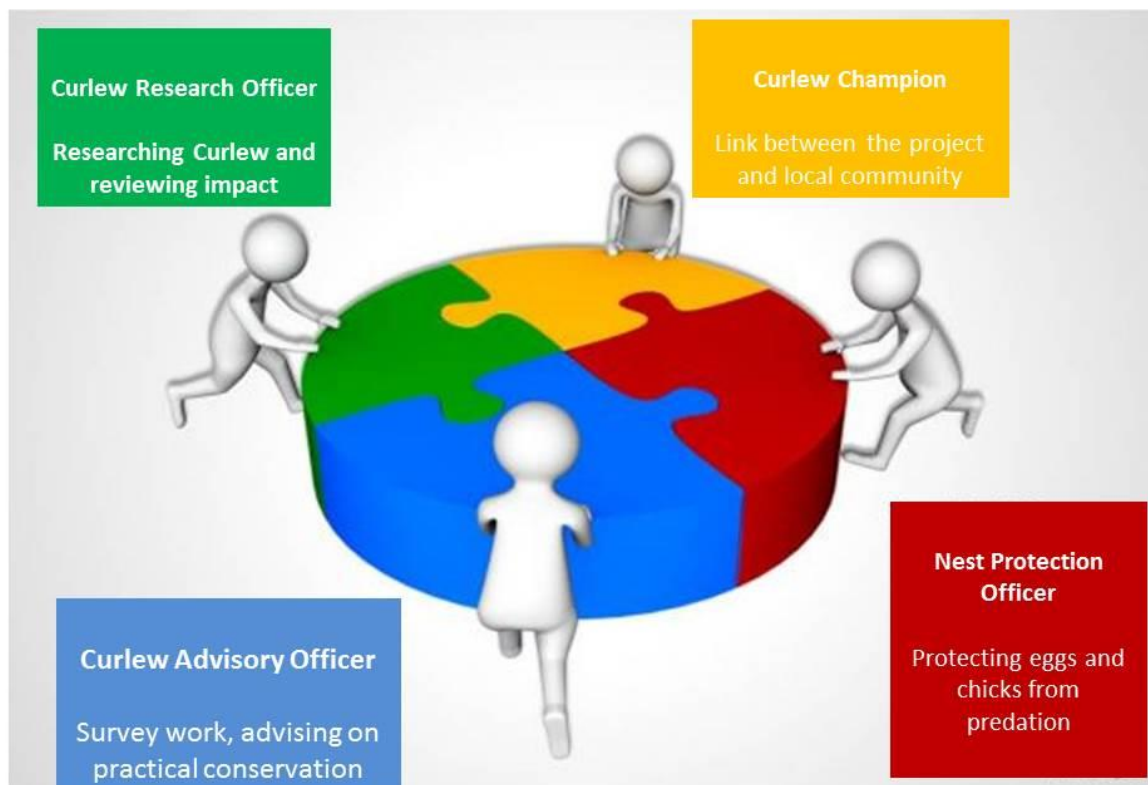 Curlew Research Officer
Researching Curlew and
reviewing impact
Curlew Champion
Link between the project
and local community
Curlew Advisory Officer
Survey work, advising on
practical conservation
Nest Protection
Officer
Protecting eggs and
chicks from
predation